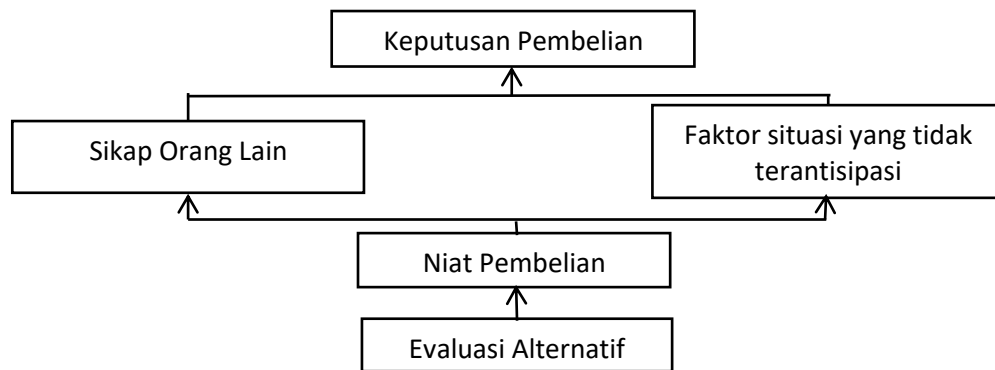 Keputusan Pembelian
Sikap Orang Lain
Faktor situasi yang tidak
terantisipasi
Niat Pembelian
Evaluasi Alternatif